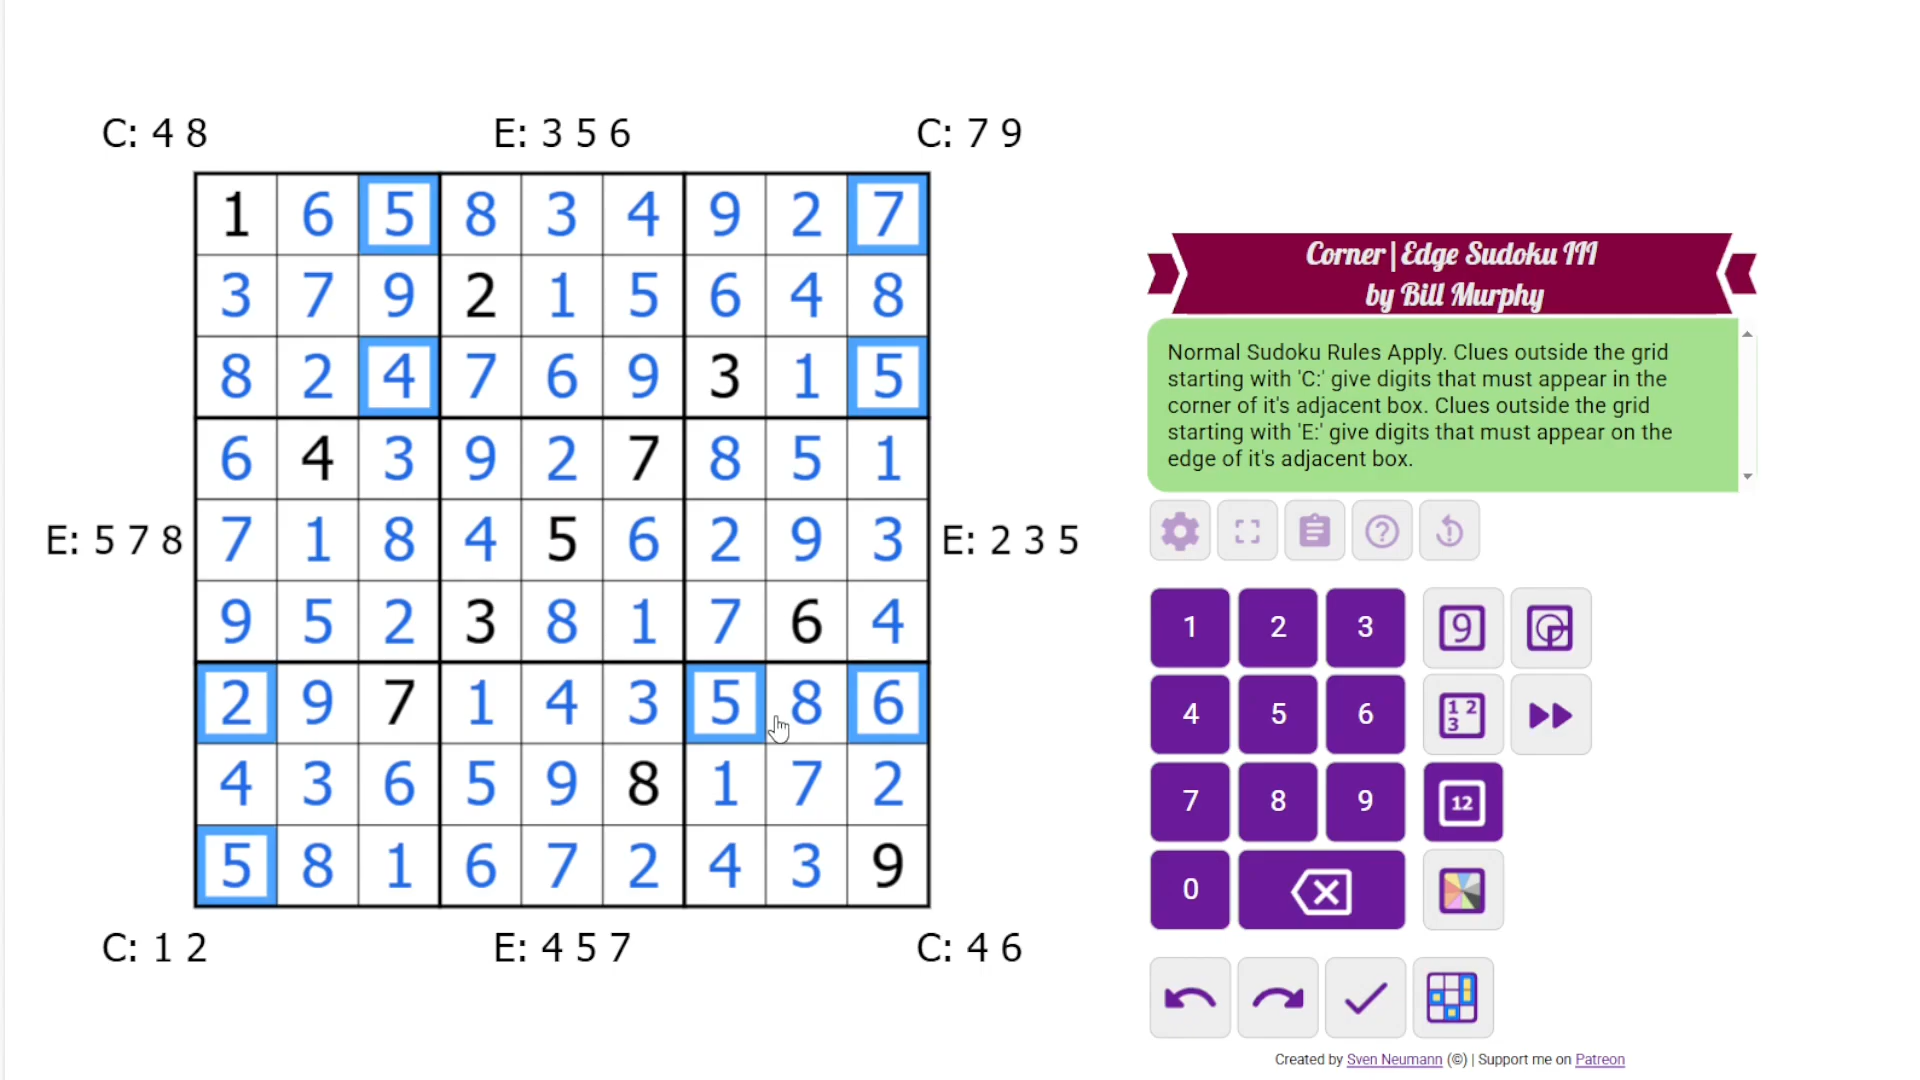 C: 4 8 E: 3 5 6 C: 7 9
1 6 5 8 3 4 9 2 7
3 7 9 2 1 5 6 4 8
8 2 4 7 6 9 3 1 5
6 4 3 9 2 7 8 5 1
E: 5 7 8 7 1 8 4 5 6 2 9 3 E: 2 3 5
9 5 2 3 8 1 7 6 4
2 9 7 1 4 3 5 8 6
4 3 6 5 9 8 1 7 2
5 8 1 6 7 2 4 3 9
C: 1 2 E: 4 5 7 C: 4 6
Corner|Edge Sudoku III
by Bill Murphy
Normal Sudoku Rules Apply. Clues outside the grid
starting with 'C:' give digits that must appear in the
corner of it's adjacent box. Clues outside the grid
starting with 'E:' give digits that must appear on the
edge of it's adjacent box.
1 2 3 9
4 5 6 1 2 3
7 8 9 12
0
Created by Sven Neumann (©) | Support me on Patreon